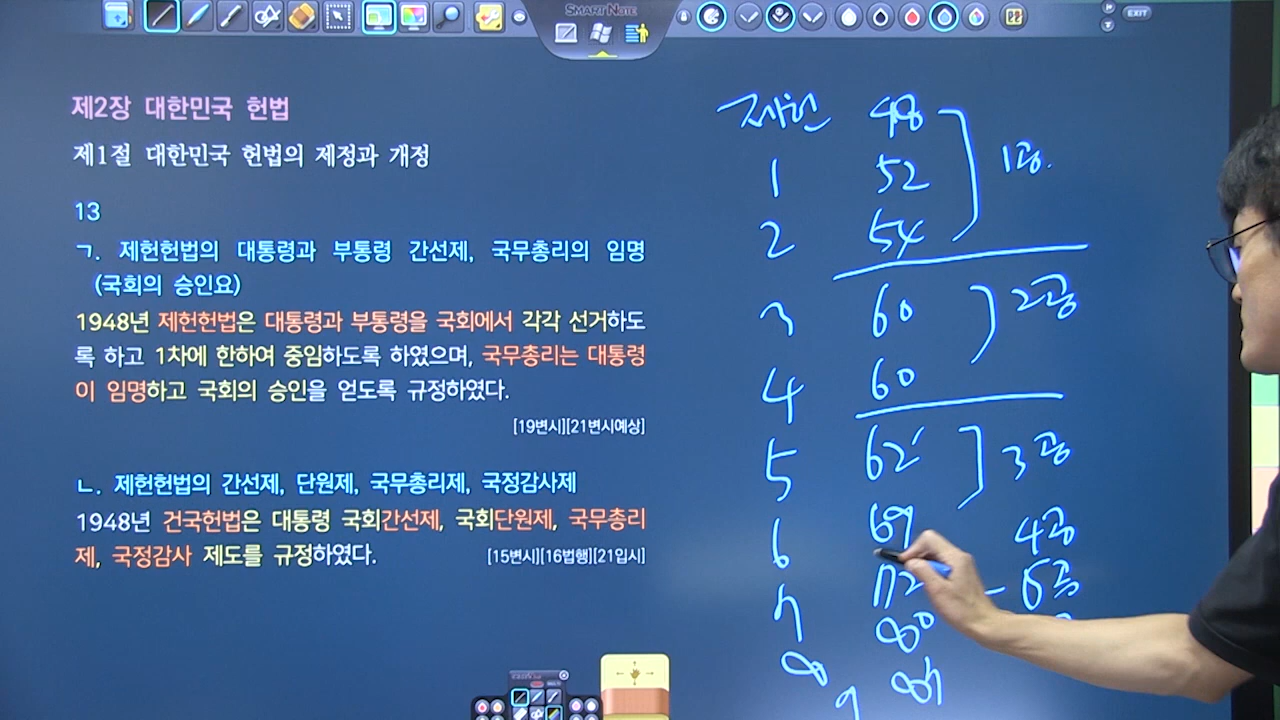 SMART NOTE
EXIT
제2장 대한민국 헌법
제1절 대한민국 헌법의 제정과 개정
13
ㄱ. 제헌헌법의 대통령과 부통령 간선제, 국무총리의 임명
(국회의 승인요)
1948년 제헌헌법은 대통령과 부통령을 국회에서 각각 선거하도
록 하고 1차에 한하여 중임하도록 하였으며, 국무총리는 대통령
이 임명하고 국회의 승인을 얻도록 규정하였다.
[19변시][21변시예상]
ㄴ. 제헌헌법의 간선제, 단원제, 국무총리제, 국정감사제
1948년 건국헌법은 대통령 국회간선제, 국회단원제, 국무총리
제, 국정감사 제도를 규정하였다. [15변시][16법행][21입시]
제헌 48
1 52 1공.
2 54
3 60 2공
4 60
5 62 3공
6 69 4공
7 72 5공
8 80
9